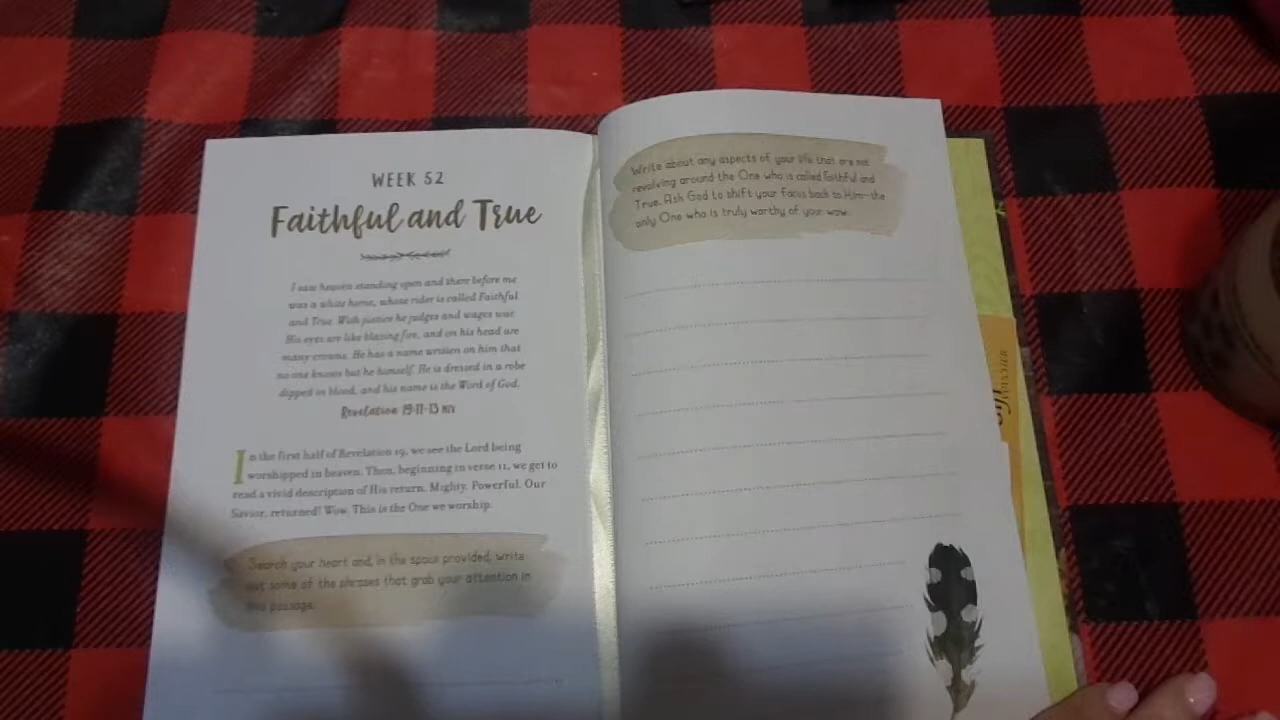 WEEK 52
Faithful and True
I saw heaven standing open and there before me
was a white horse, whose rider is called Faithful
and True. With justice he judges and wages war.
His eyes are like blazing fire, and on his head are
many crowns. He has a name written on him that
no one knows but he himself. He is dressed in a robe
dipped in blood, and his name is the Word of God.
Revelation 19:11-13 NIV
In the first half of Revelation 19, we see the Lord being
worshipped in heaven. Then, beginning in verse 11, we get to
read a vivid description of His return. Mighty. Powerful. Our
Savior, returned! Wow. This is the One we worship.
Search your heart and, in the space provided, write
out some of the phrases that grab your attention in
this passage.
Write about any aspects of your life that are not
revolving around the One who is called Faithful and
True. Ask God to shift your focus back to Him—the
only One who is truly worthy of your wow.